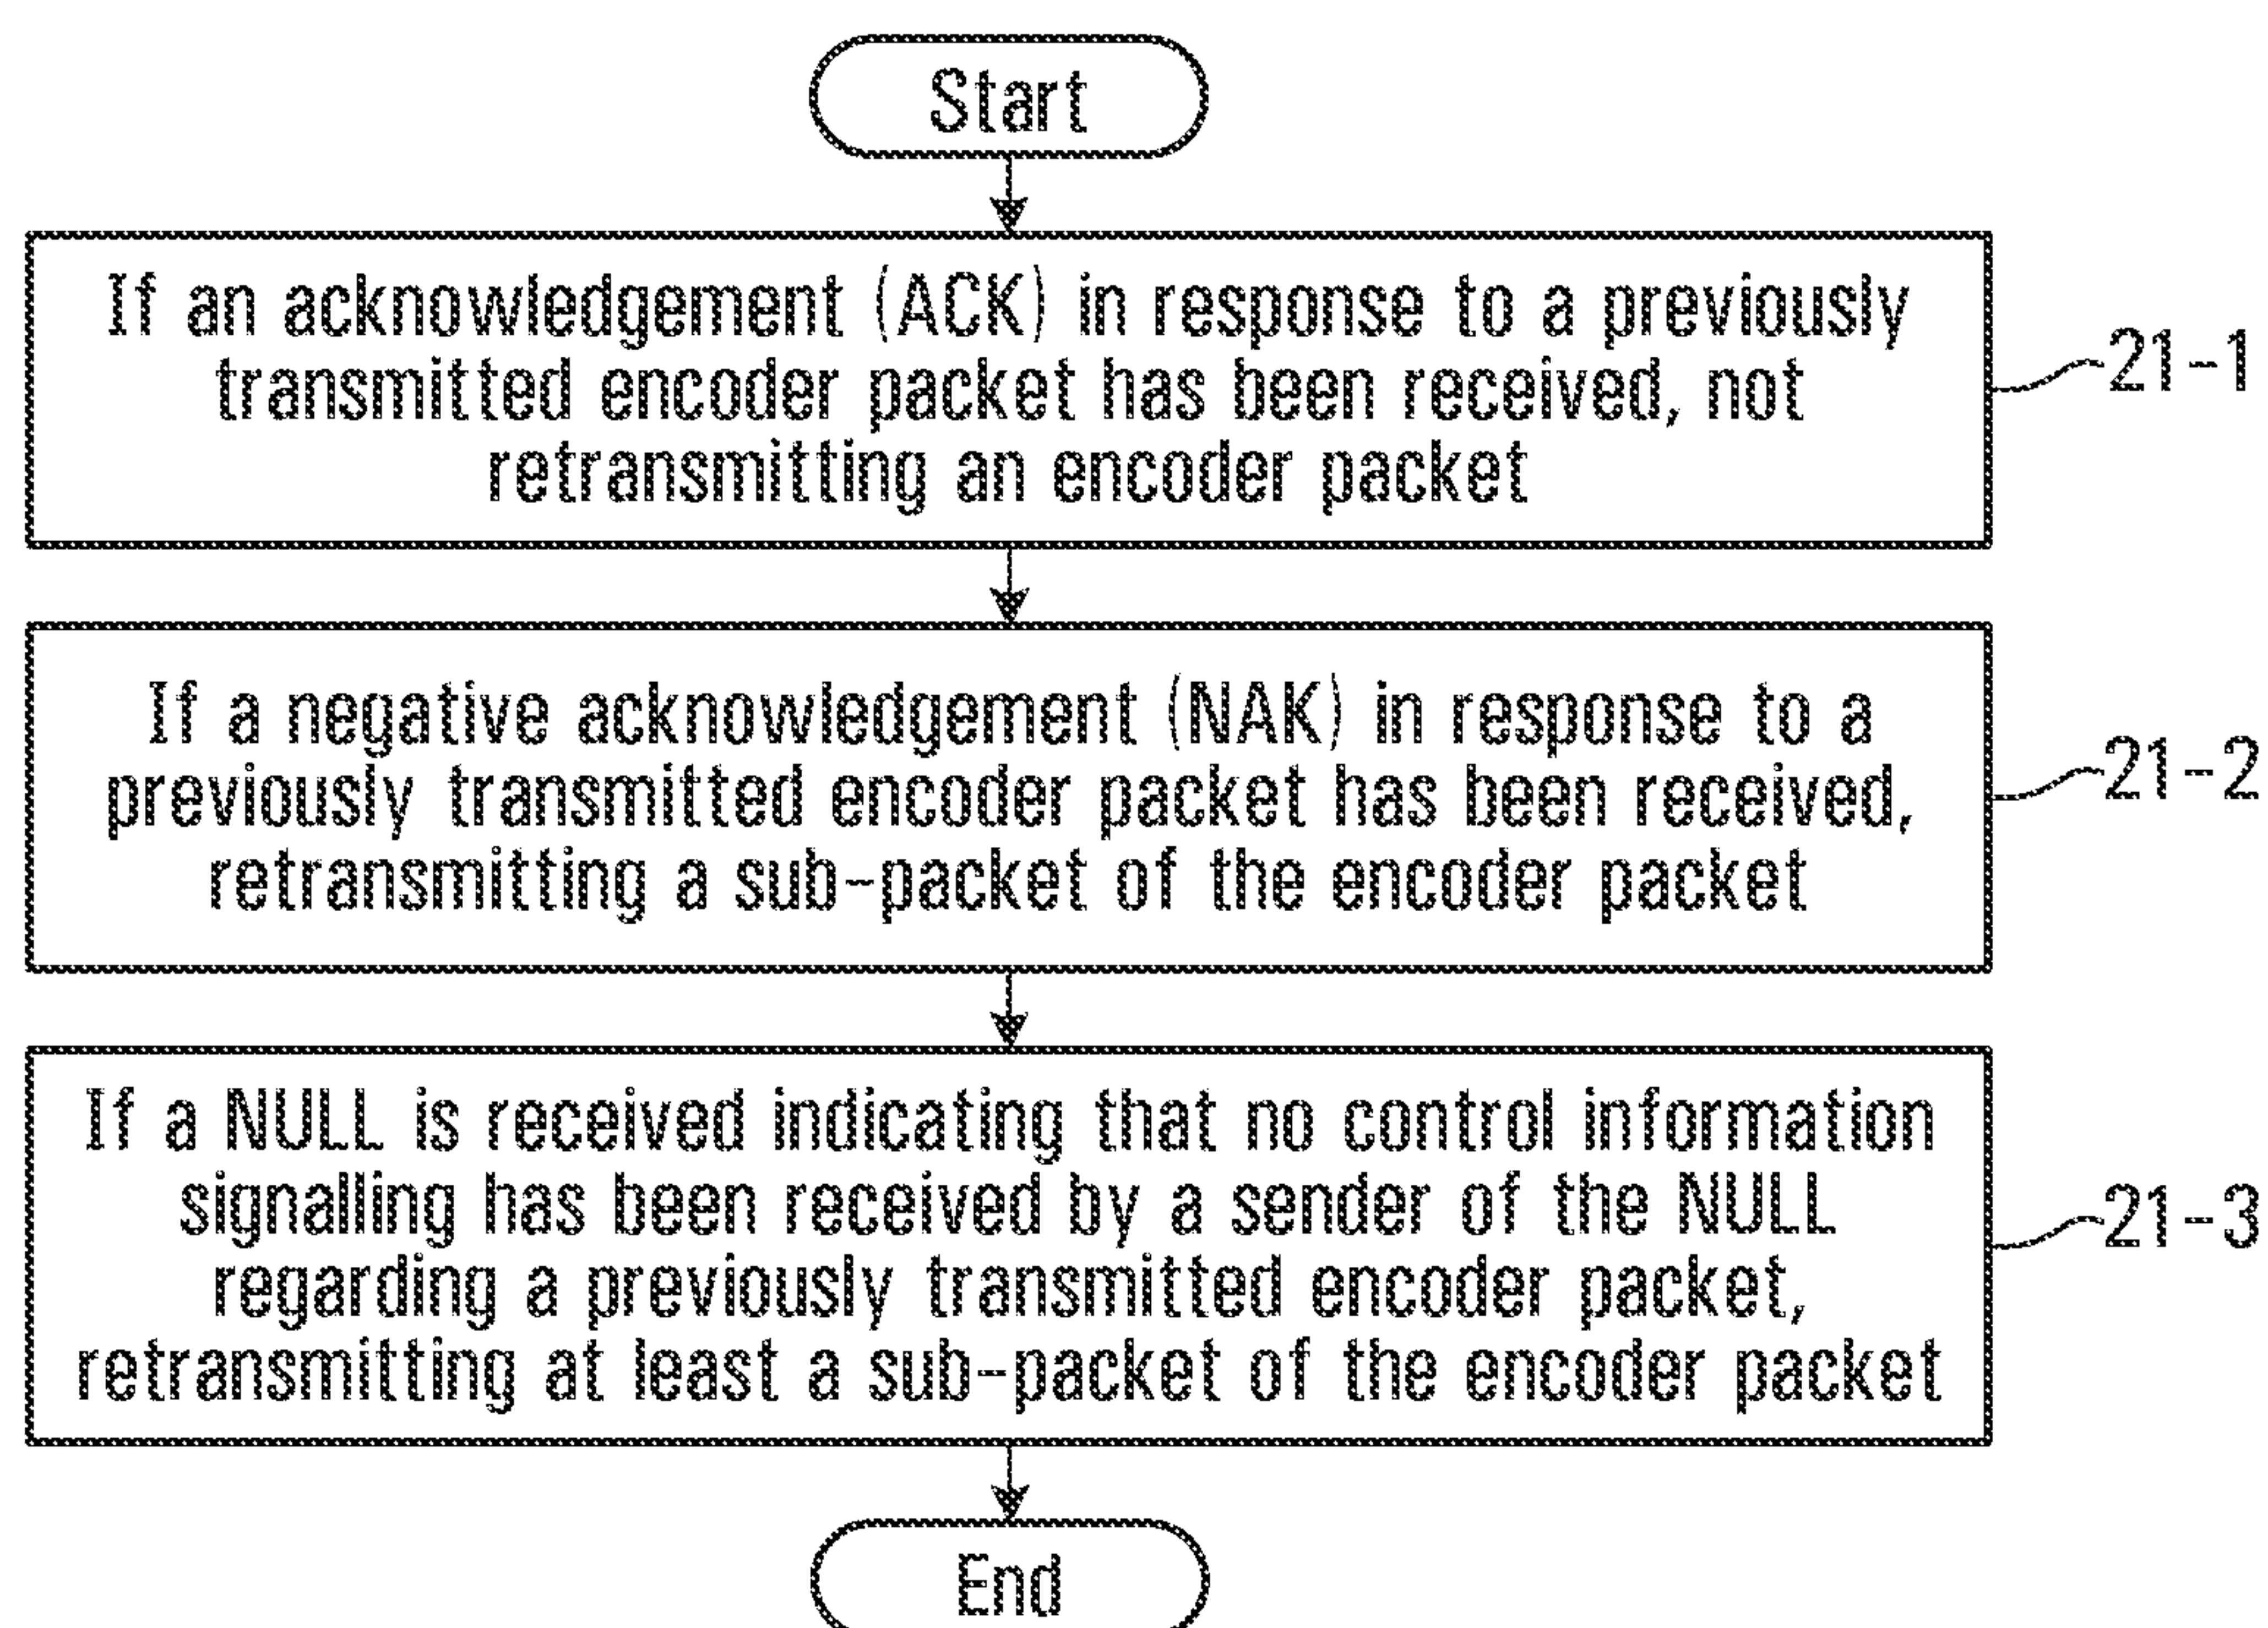 Start
If an acknowledgement (ACK) in response to a previously
transmitted encoder packet has been received, not
retransmitting an encoder packet
21-1
If a negative acknowledgement (NAK) in response to a
previously transmitted encoder packet has been received,
retransmitting a sub-packet of the encoder packet
21-2
If a NULL is received indicating that no control information
signalling has been received by a sender of the NULL
regarding a previously transmitted encoder packet,
retransmitting at least a sub-packet of the encoder packet
21-3
End